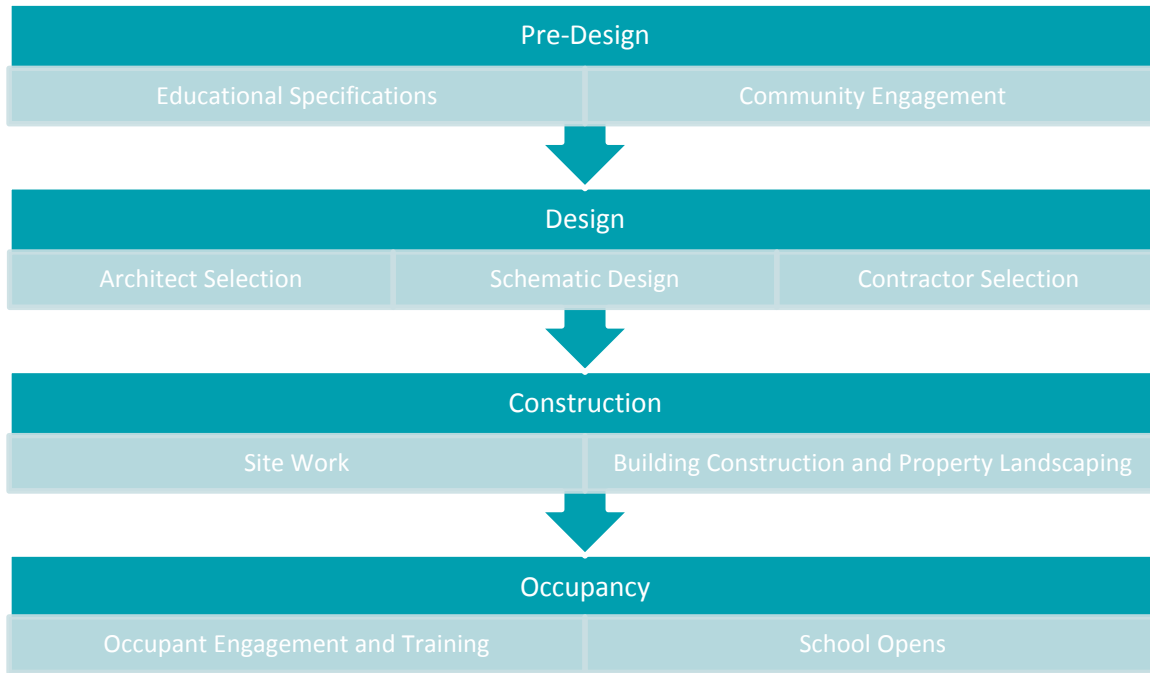 Pre-Design
Educational Specifications
Community Engagement
Design
Architect Selection
Schematic Design
Contractor Selection
Construction
Site Work
Building Construction and Property Landscaping
Occupancy
Occupant Engagement and Training
School Opens